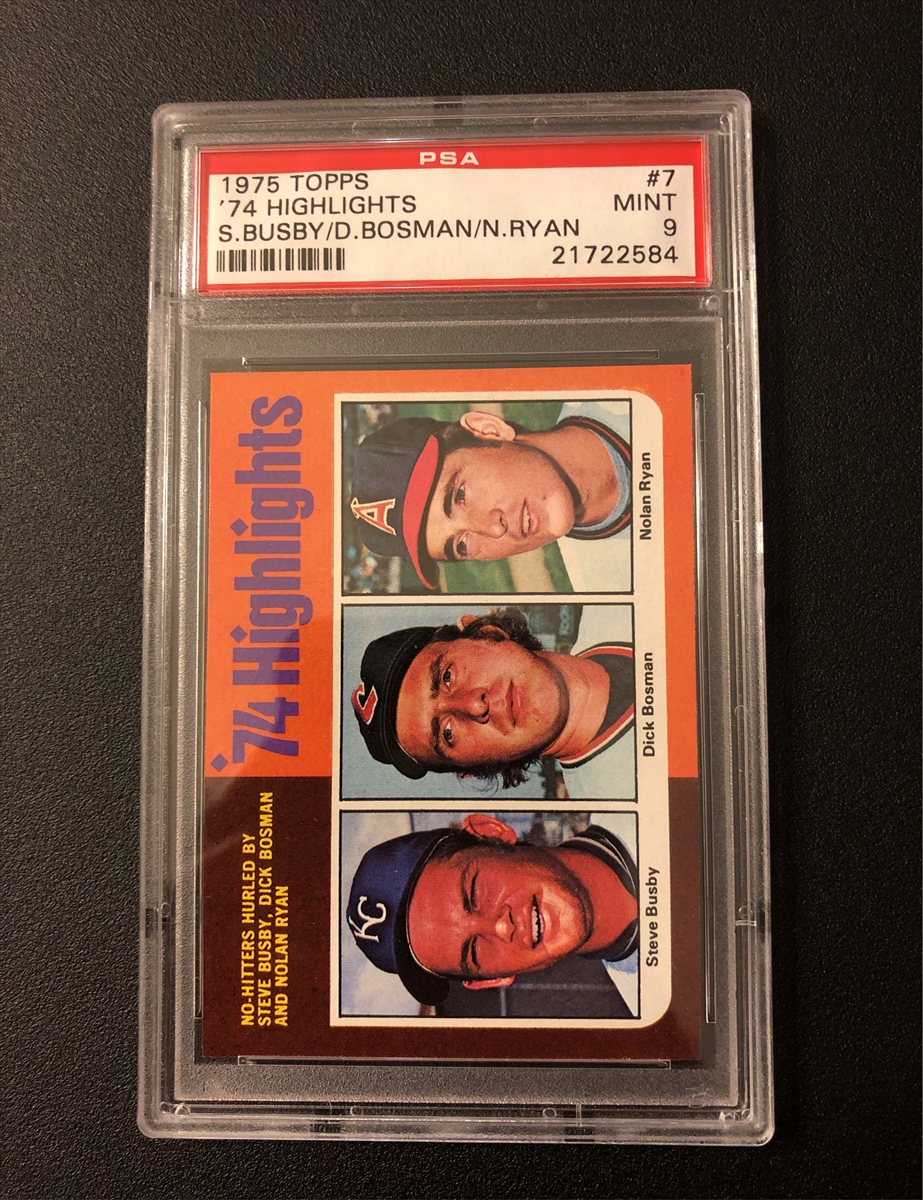 PSA
1975 TOPPS #7
'74 HIGHLIGHTS MINT
S.BUSBY/D.BOSMAN/N.RYAN 9
21722584
'74 Highlights
NO-HITTERS HURLED BY
STEVE BUSBY, DICK BOSMAN
AND NOLAN RYAN
KC
C
A
Steve Busby
Dick Bosman
Nolan Ryan